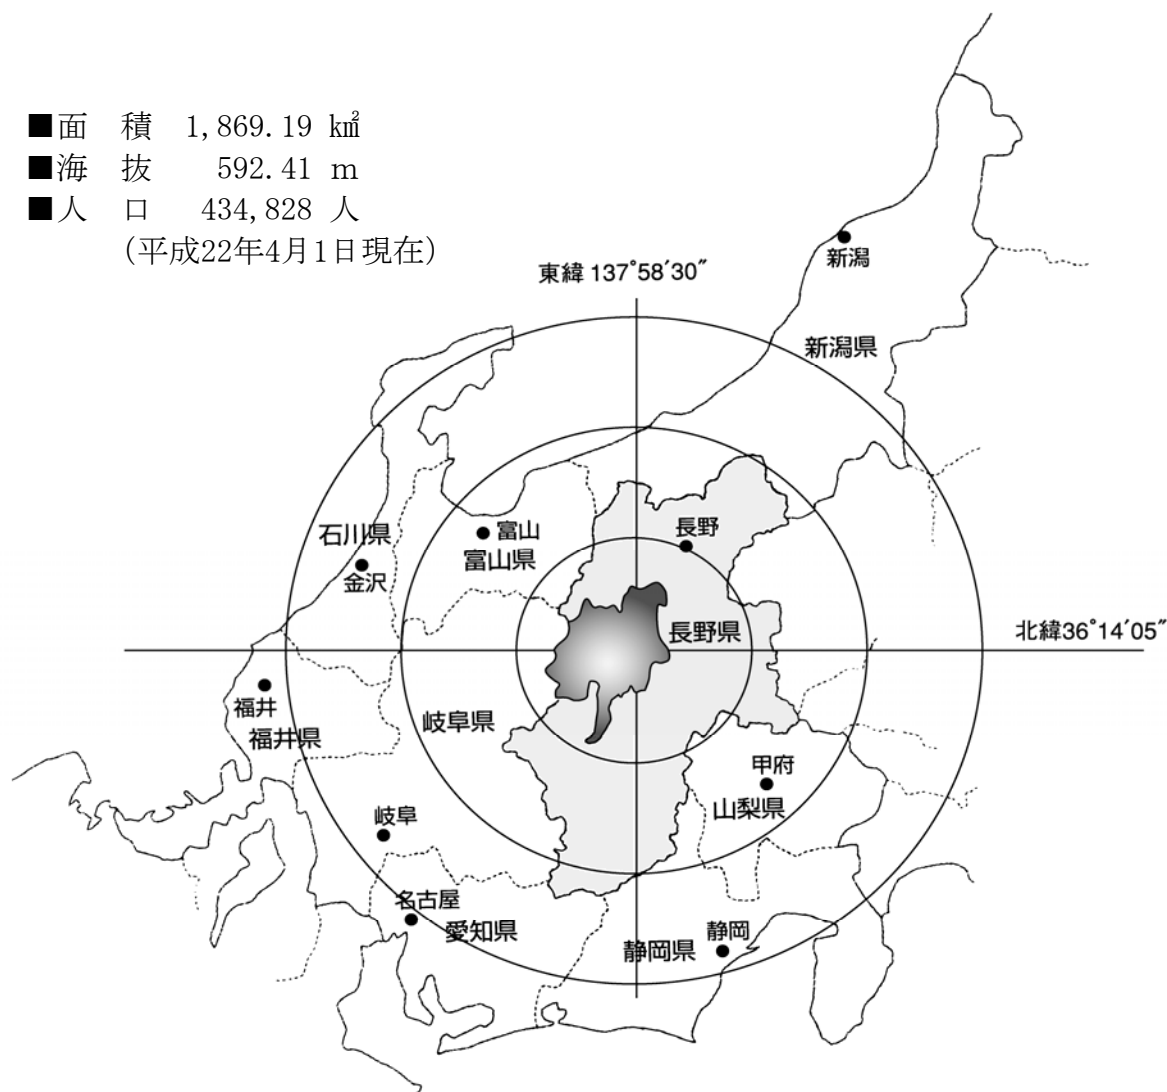 ■面　積　1,869.19 ㎢
■海　抜　592.41 m
■人　口　434,828 人
(平成22年4月1日現在)
東緯 137°58′30″
新潟
新潟県
石川県
富山
富山県
長野
金沢
長野県
北緯36°14′05″
福井
福井県
岐阜県
甲府
山梨県
岐阜
名古屋
愛知県
静岡
静岡県